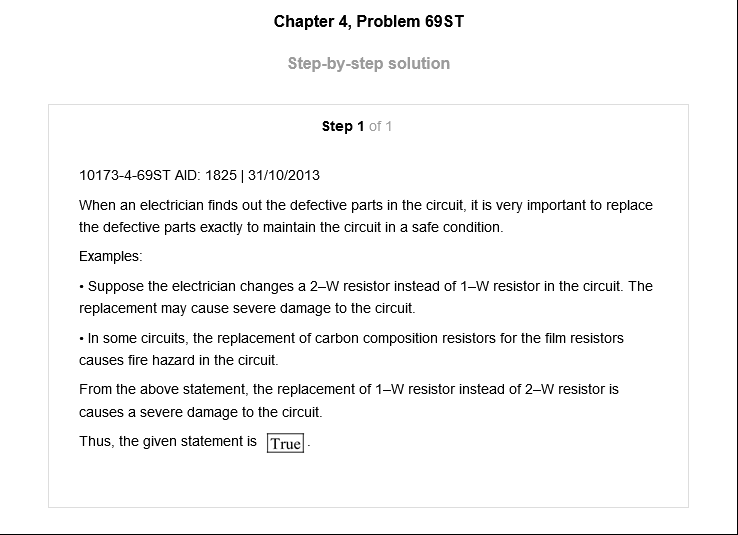 Chapter 4, Problem 69ST
Step-by-step solution
Step 1 of 1
10173-4-69ST AID: 1825 | 31/10/2013
When an electrician finds out the defective parts in the circuit, it is very important to replace
the defective parts exactly to maintain the circuit in a safe condition.
Examples:
• Suppose the electrician changes a 2–W resistor instead of 1–W resistor in the circuit. The
replacement may cause severe damage to the circuit.
• In some circuits, the replacement of carbon composition resistors for the film resistors
causes fire hazard in the circuit.
From the above statement, the replacement of 1–W resistor instead of 2–W resistor is
causes a severe damage to the circuit.
Thus, the given statement is True .